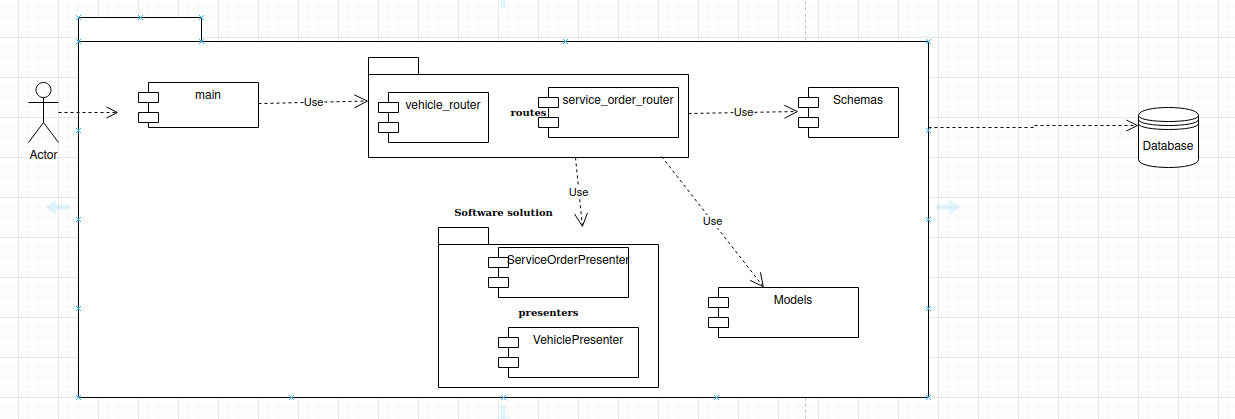 main
Use
vehicle_router
routes
service_order_router
Use
Schemas
Actor
Database
Use
Use
Software solution
ServiceOrderPresenter
presenters
VehiclePresenter
Models